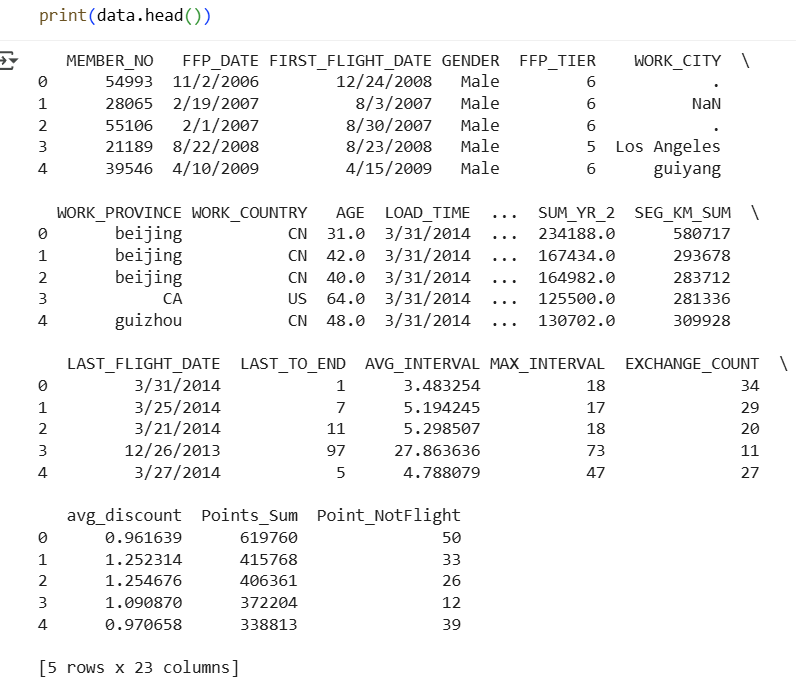 print(data.head())
MEMBER_NO FFP_DATE FIRST_FLIGHT_DATE GENDER FFP_TIER WORK_CITY \
0 54993 11/2/2006 12/24/2008 Male 6 .
1 28065 2/19/2007 8/3/2007 Male 6 NaN
2 55106 2/1/2007 8/30/2007 Male 6 .
3 21189 8/22/2008 8/23/2008 Male 5 Los Angeles
4 39546 4/10/2009 4/15/2009 Male 6 guiyang
WORK_PROVINCE WORK_COUNTRY AGE LOAD_TIME ... SUM_YR_2 SEG_KM_SUM \
0 beijing CN 31.0 3/31/2014 ... 234188.0 580717
1 beijing CN 42.0 3/31/2014 ... 167434.0 293678
2 beijing CN 40.0 3/31/2014 ... 164982.0 283712
3 CA US 64.0 3/31/2014 ... 125500.0 281336
4 guizhou CN 48.0 3/31/2014 ... 130702.0 309928
LAST_FLIGHT_DATE LAST_TO_END AVG_INTERVAL MAX_INTERVAL EXCHANGE_COUNT \
0 3/31/2014 1 3.483254 18 34
1 3/25/2014 7 5.194245 17 29
2 3/21/2014 11 5.298507 18 20
3 12/26/2013 97 27.863636 73 11
4 3/27/2014 5 4.788079 47 27
avg_discount Points_Sum Point_NotFlight
0 0.961639 619760 50
1 1.252314 415768 33
2 1.254676 406361 26
3 1.090870 372204 12
4 0.970658 338813 39
[5 rows x 23 columns]